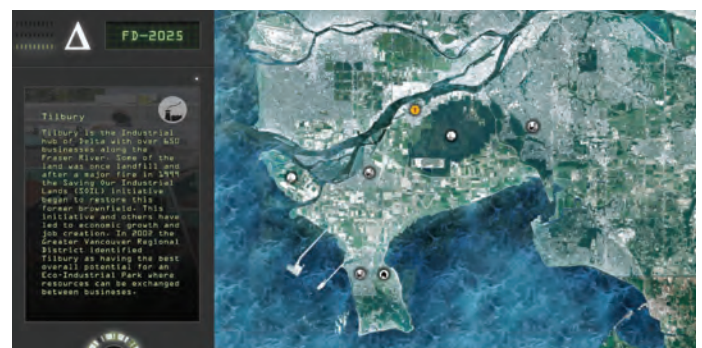 Δ
FD-2025
Tilbury
Tilbury is the Industrial
hub of Delta with over 650
businesses along the
Fraser River. Some of the
land was once landfill and
after a major fire in 1999
the Saving Our Industrial
Lands (SOIL) initiative
began to restore this
former brownfield. This
initiative and others have
led to economic growth and
job creation. In 2002 the
Greater Vancouver Regional
District identified
Tilbury as having the best
overall potential for an
Eco-Industrial Park where
resources can be exchanged
between busineses.